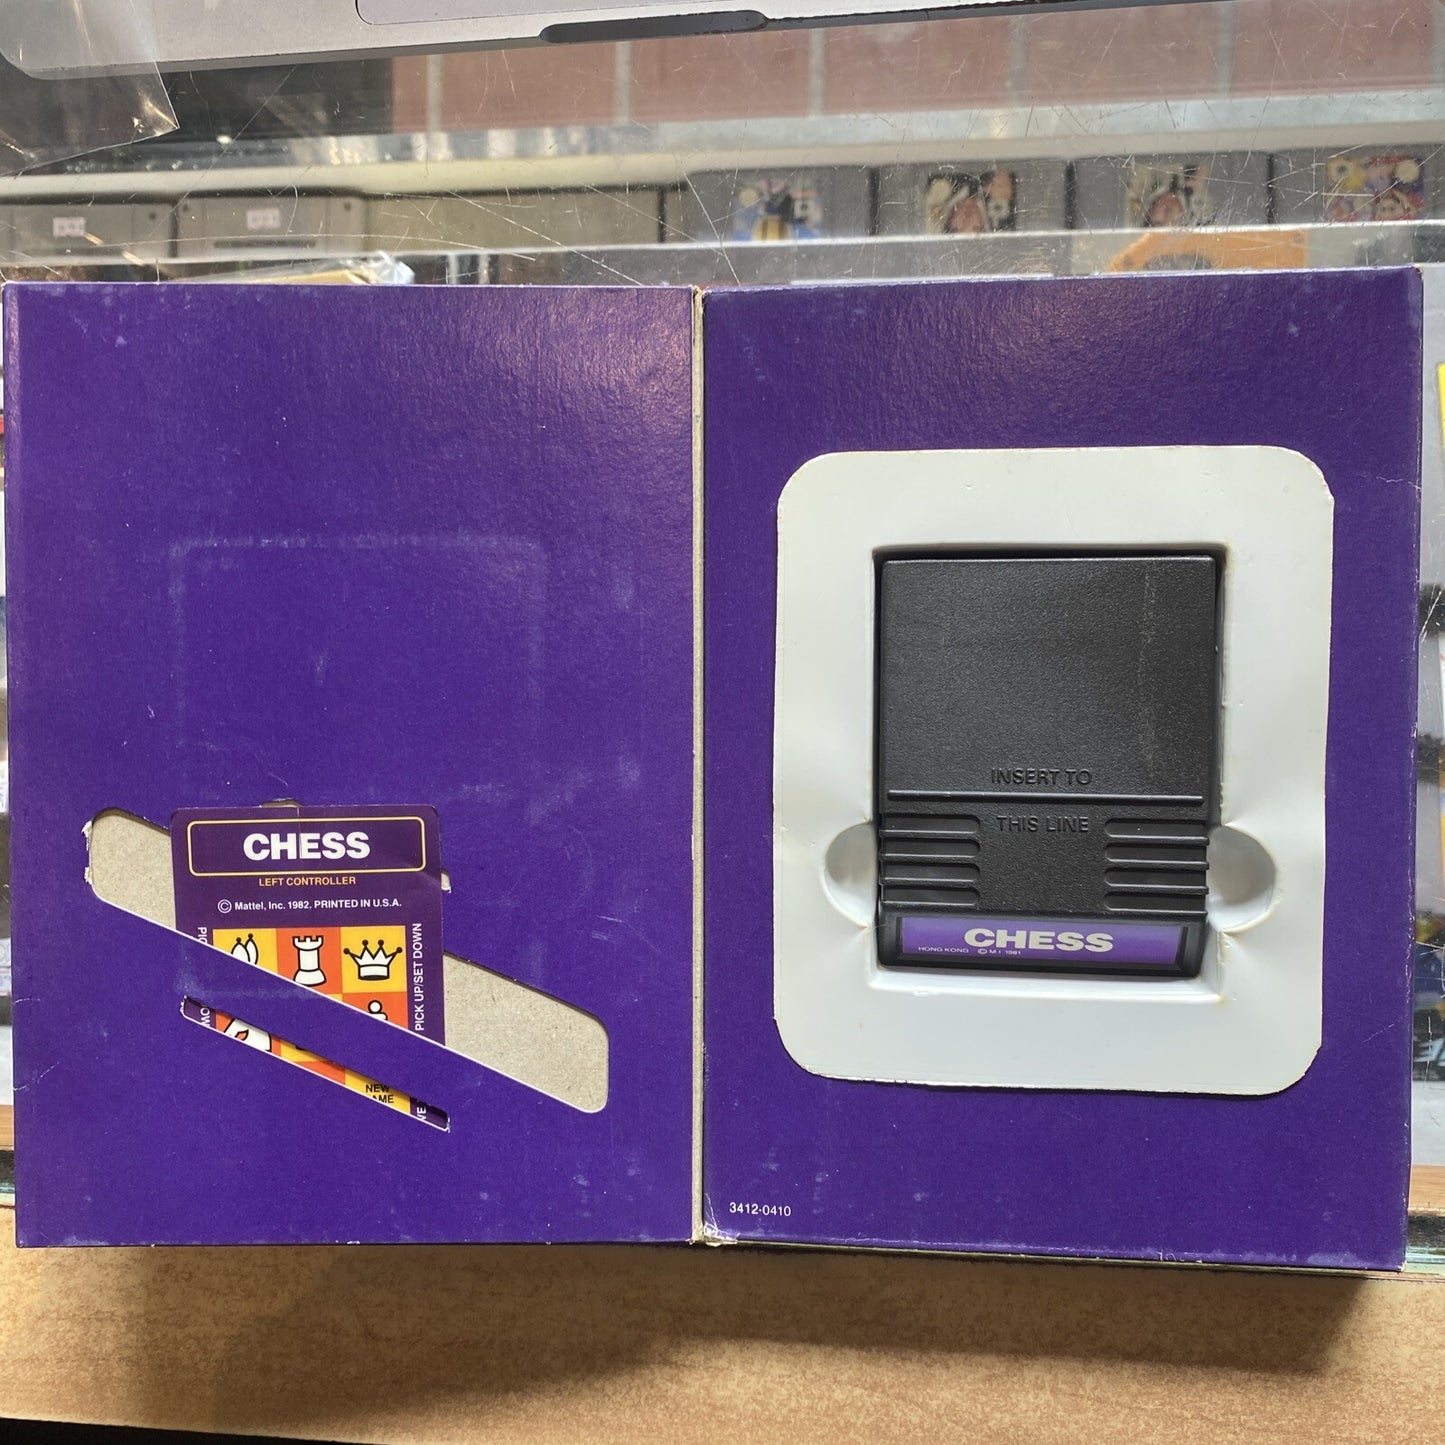 CHESS
LEFT CONTROLLER
© Mattel, Inc. 1982, PRINTED IN U.S.A.
PICK UP/SET DOWN
NEW
INSERT TO
THIS LINE
CHESS
HONG KONG © M I 1981
3412-0410